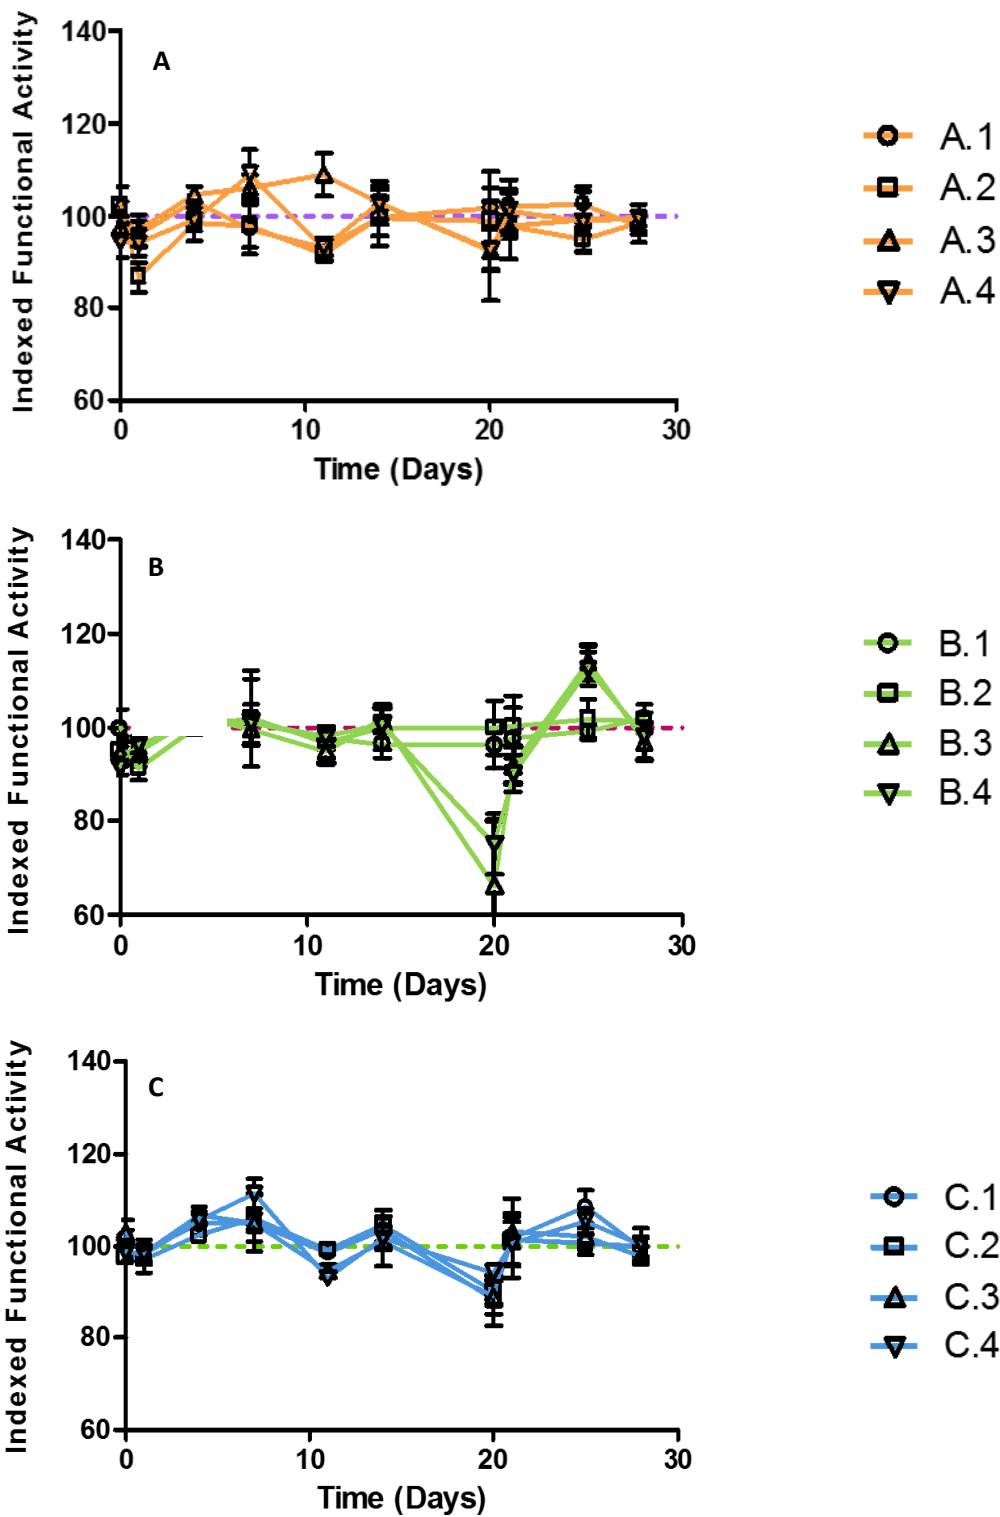 Indexed Functional Activity
140
120
100
80
60
A
0
10
20
30
Time (Days)
A.1
A.2
A.3
A.4
Indexed Functional Activity
140
120
100
80
60
B
0
10
20
30
Time (Days)
B.1
B.2
B.3
B.4
Indexed Functional Activity
140
120
100
80
60
C
0
10
20
30
Time (Days)
C.1
C.2
C.3
C.4